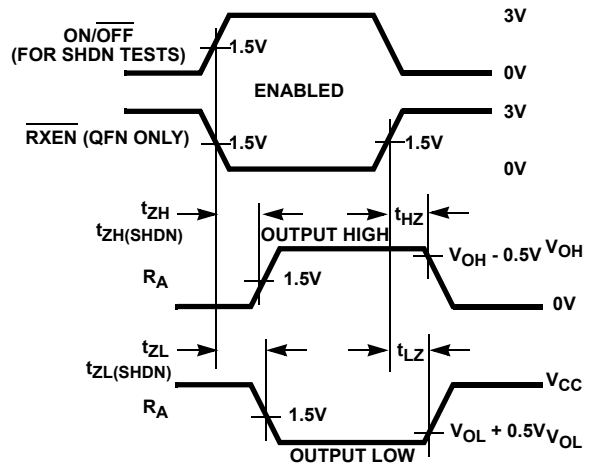 3V
ON/OFF
(FOR SHDN TESTS)
1.5V
0V
ENABLED
3V
RXEN (QFN ONLY)
1.5V
1.5V
0V
tZH
tZH(SHDN)
tHZ
OUTPUT HIGH
VOH - 0.5V
VOH
RA
1.5V
0V
tZL
tZL(SHDN)
tLZ
VCC
RA
1.5V
VOL + 0.5V
VOL
OUTPUT LOW